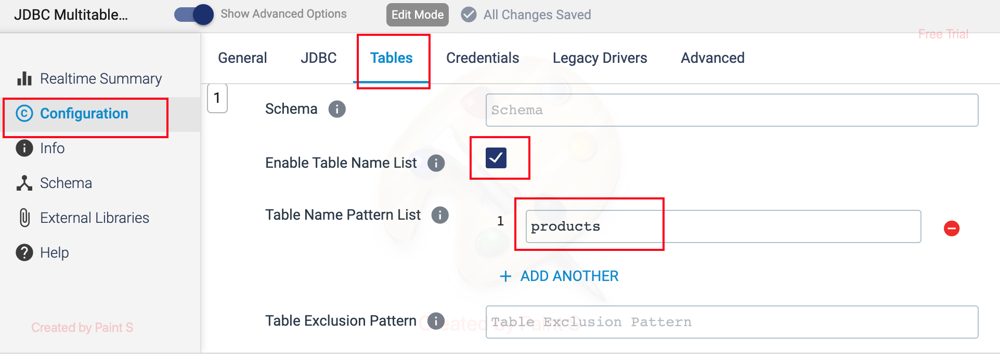 JDBC Multitable...
Show Advanced Options
Edit Mode
All Changes Saved
Free Trial
General JDBC Tables Credentials Legacy Drivers Advanced
Realtime Summary
Configuration
Info
Schema
External Libraries
Help
1
Schema
Schema
Enable Table Name List
Table Name Pattern List
1
products
+ ADD ANOTHER
Table Exclusion Pattern
Table Exclusion Pattern
Created by Paint S
Created by Paint S